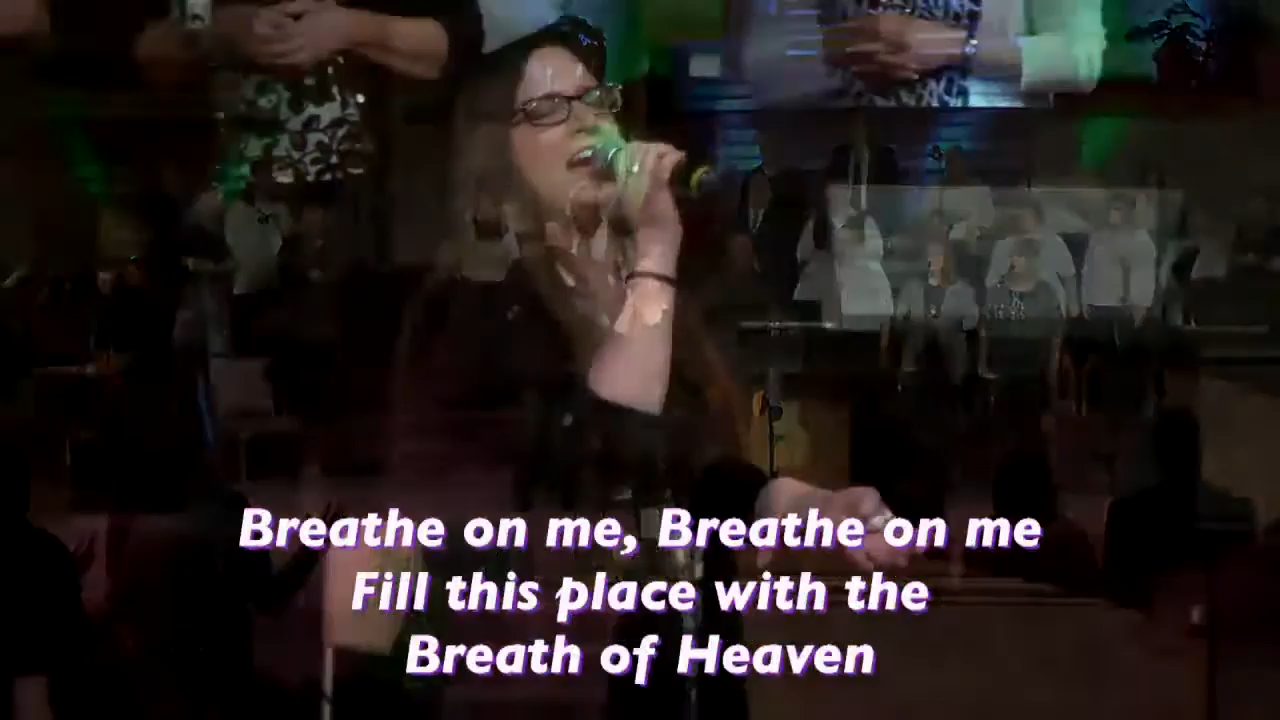 Breathe on me, Breathe on me
Fill this place with the
Breath of Heaven